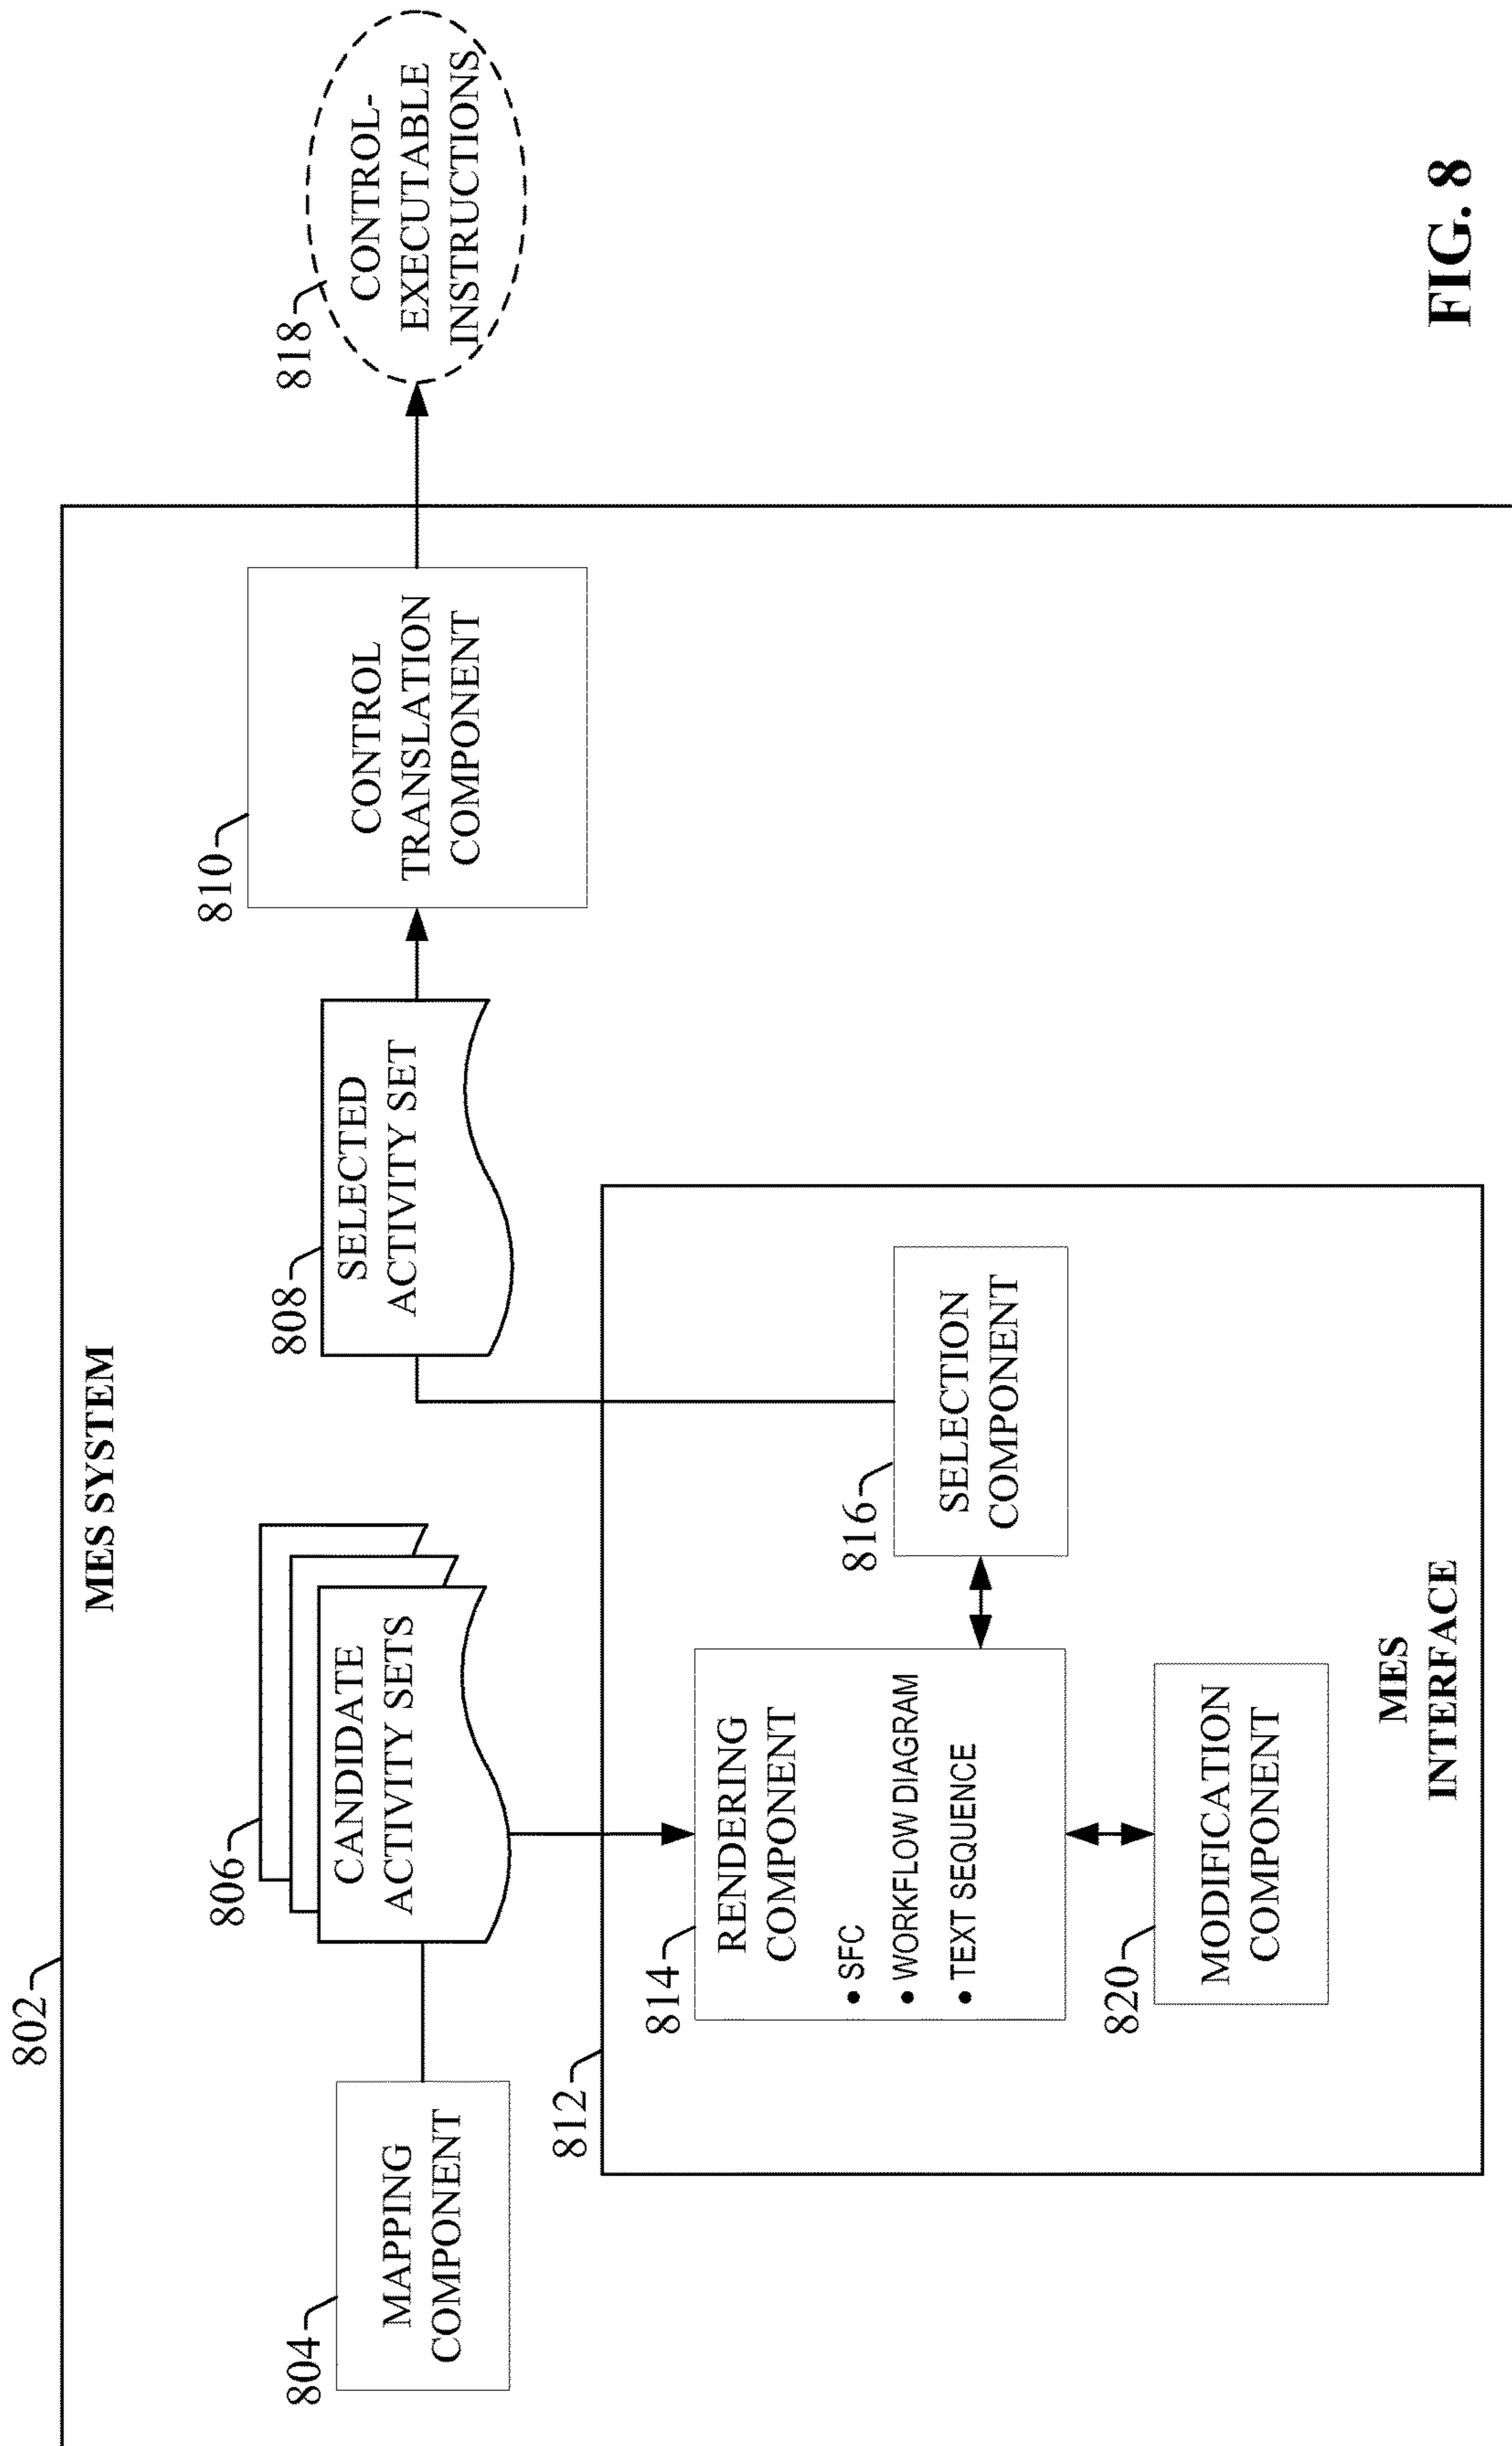 802
MES SYSTEM
804
MAPPING
COMPONENT
806
CANDIDATE
ACTIVITY SETS
808
SELECTED
ACTIVITY SET
810
CONTROL
TRANSLATION
COMPONENT
818
CONTROL-
EXECUTABLE
INSTRUCTIONS
812
814
RENDERING
COMPONENT
• SFC
• WORKFLOW DIAGRAM
• TEXT SEQUENCE
816
SELECTION
COMPONENT
820
MODIFICATION
COMPONENT
MES
INTERFACE
FIG. 8